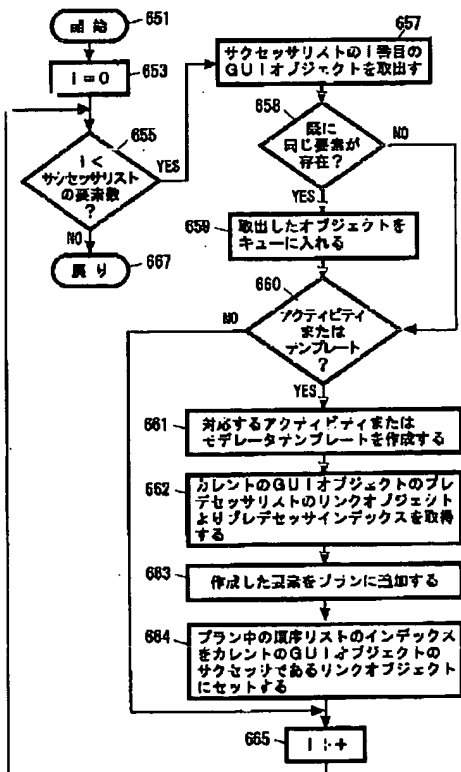 開始
651
i=0
653
655
i<
サクセッサリスト
の要素数
?
YES
NO
戻り
667
657
サクセッサリストのi番目の
GUIオブジェクトを取出す
658
既に
同じ要素が
存在?
NO
YES
659
取出したオブジェクトを
キューに入れる
660
アクティビティ
または
テンプレート
?
NO
YES
661
対応するアクティビティまたは
モデレータテンプレートを作成する
662
カレントのGUIオブジェクトのプレ
デセッサリストのリンクオブジェクト
よりプレデセッサインデックスを取得
する
663
作成した要素をプランに追加する
664
プラン中の順序リストのインデックス
をカレントのGUIオブジェクトの
サクセッサであるリンクオブジェクト
にセットする
665
i++